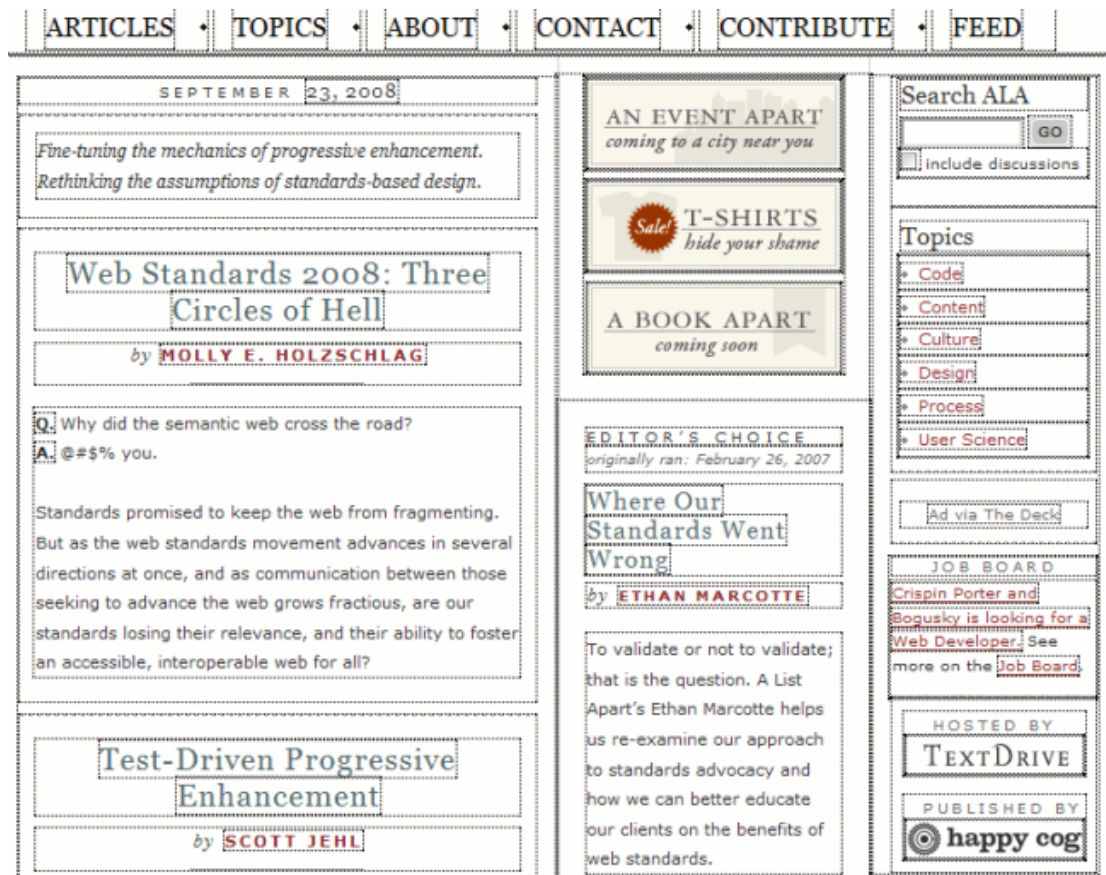 ARTICLES • TOPICS • ABOUT • CONTACT • CONTRIBUTE • FEED
SEPTEMBER 23, 2008
Fine-tuning the mechanics of progressive enhancement.
Rethinking the assumptions of standards-based design.
Web Standards 2008: Three
Circles of Hell
by MOLLY E. HOLZSCHLAG
Q. Why did the semantic web cross the road?
A. @#$% you.
Standards promised to keep the web from fragmenting.
But as the web standards movement advances in several
directions at once, and as communication between those
seeking to advance the web grows fractious, are our
standards losing their relevance, and their ability to foster
an accessible, interoperable web for all?
Test-Driven Progressive
Enhancement
by SCOTT JEHL
AN EVENT APART
coming to a city near you
Sale!
T-SHIRTS
hide your shame
A BOOK APART
coming soon
EDITOR'S CHOICE
originally ran: February 26, 2007
Where Our
Standards Went
Wrong
by ETHAN MARCOTTE
To validate or not to validate;
that is the question. A List
Apart's Ethan Marcotte helps
us re-examine our approach
to standards advocacy and
how we can better educate
our clients on the benefits of
web standards.
Search ALA
GO
include discussions
Topics
• Code
• Content
• Culture
• Design
• Process
• User Science
Ad via The Deck
JOB BOARD
Crispin Porter and
Bogusky is looking for a
Web Developer. See
more on the Job Board.
HOSTED BY
TEXTDRIVE
PUBLISHED BY
happy cog